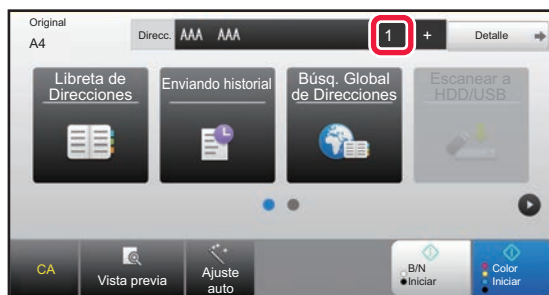 Original
A4
Direcc. AAA AAA 1 + Detalle
Libreta de
Direcciones
Enviando historial
Búsq. Global
de Direcciones
Escanear a
HDD/USB
CA
Vista previa
Ajuste
auto
B/N
Iniciar
Color
Iniciar